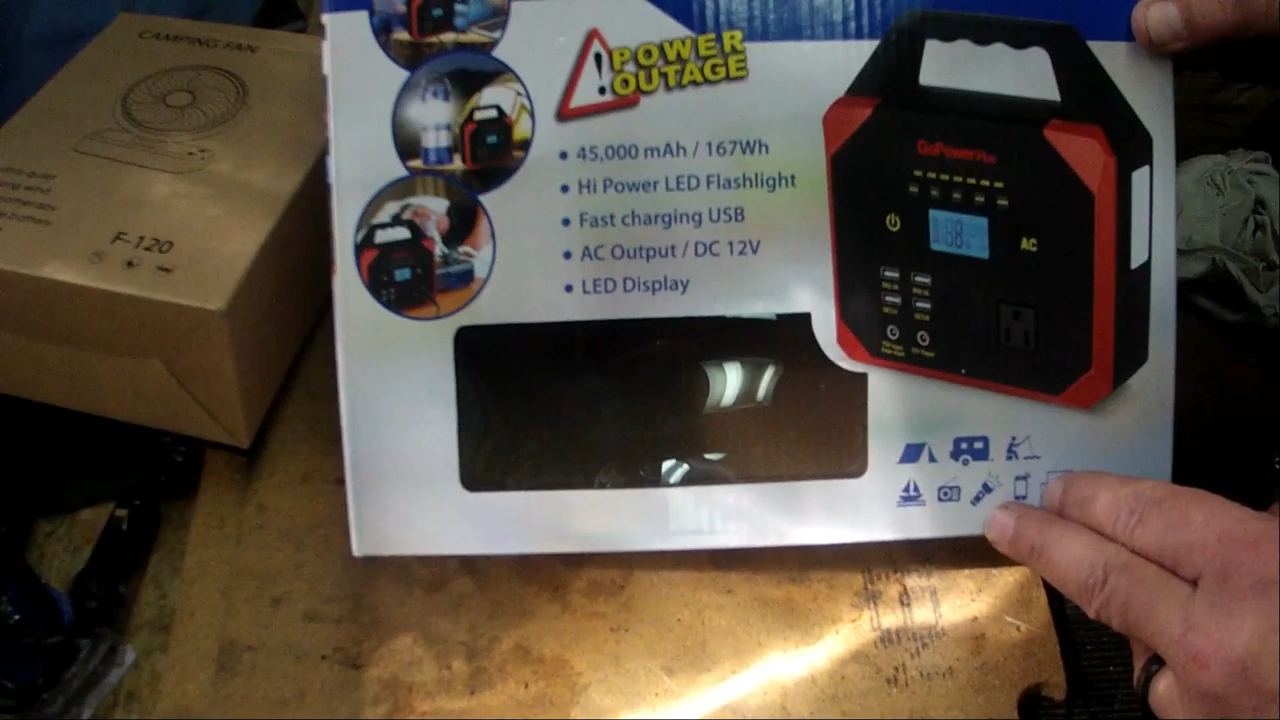 CAMPING FAN
F-120
POWER
OUTAGE
• 45,000 mAh / 167Wh
• Hi Power LED Flashlight
• Fast charging USB
• AC Output / DC 12V
• LED Display
GoPowerPlus
AC